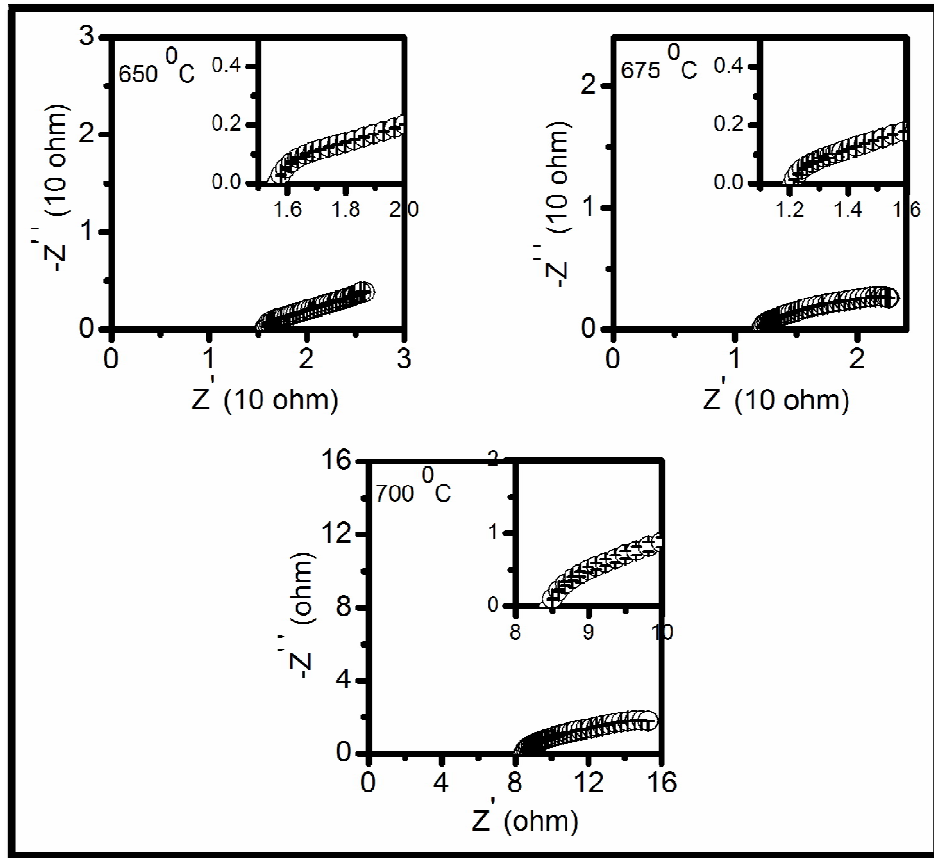 3
2
1
0
-Z'' (10 ohm)
650 ⁰C
0.4
0.2
0.0
1.6 1.8 2.0
0 1 2 3
Z' (10 ohm)
2
1
0
-Z'' (10 ohm)
675 ⁰C
0.4
0.2
0.0
1.2 1.4 1.6
0 1 2
Z' (10 ohm)
16
12
8
4
0
-Z'' (ohm)
700 ⁰C
2
1
0
8 9 10
0 4 8 12 16
Z' (ohm)